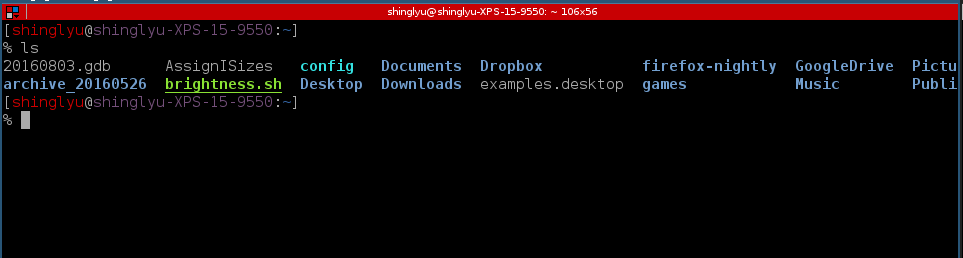 shinglyu@shinglyu-XPS-15-9550: ~ 106x56
[shinglyu@shinglyu-XPS-15-9550:~]
% ls
20160803.gdb AssignISizes config Documents Dropbox firefox-nightly GoogleDrive Pictu
archive_20160526 brightness.sh Desktop Downloads examples.desktop games Music Publi
[shinglyu@shinglyu-XPS-15-9550:~]
%